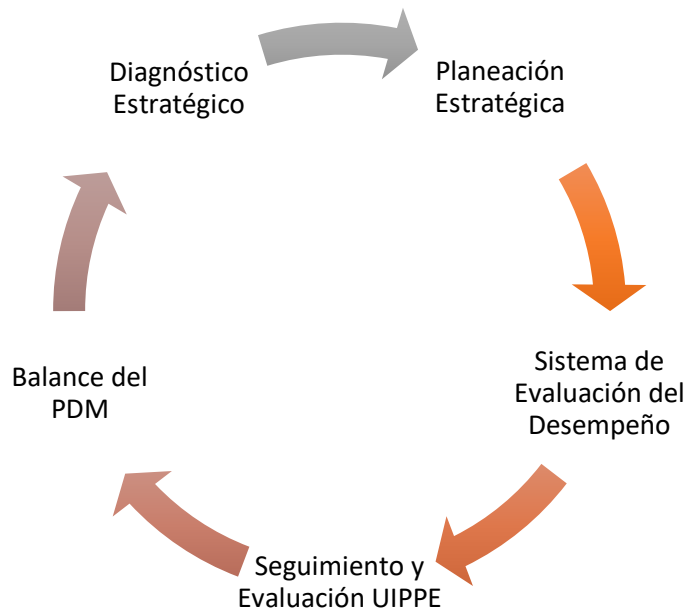 Diagnóstico
Estratégico
Planeación
Estratégica
Sistema de
Evaluación del
Desempeño
Seguimiento y
Evaluación UIPPE
Balance del
PDM